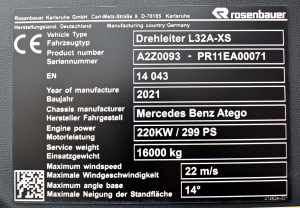 rosenbauer
Rosenbauer Karlsruhe GmbH. Carl-Metz-Straße 9. D-76185 Karlsruhe
Herstellungsland Deutschland Manufacturing country Germany
Vehicle Type
Fahrzeugtyp
Drehleiter L32A-XS
Product number
Seriennummer
A2Z0093 - PR11EA00071
EN
14 043
Year of manufacture
Baujahr
2021
Chassis manufacturer
Hersteller Fahrgestell
Mercedes Benz Atego
Engine power
Motorleistung
220KW / 299 PS
Service weight
Einsatzgewicht
16000 kg
Maximum windspeed
Maximale Windgeschwindigkeit
22 m/s
Maximum angle base
Maximale Neigung der Standfläche
14°